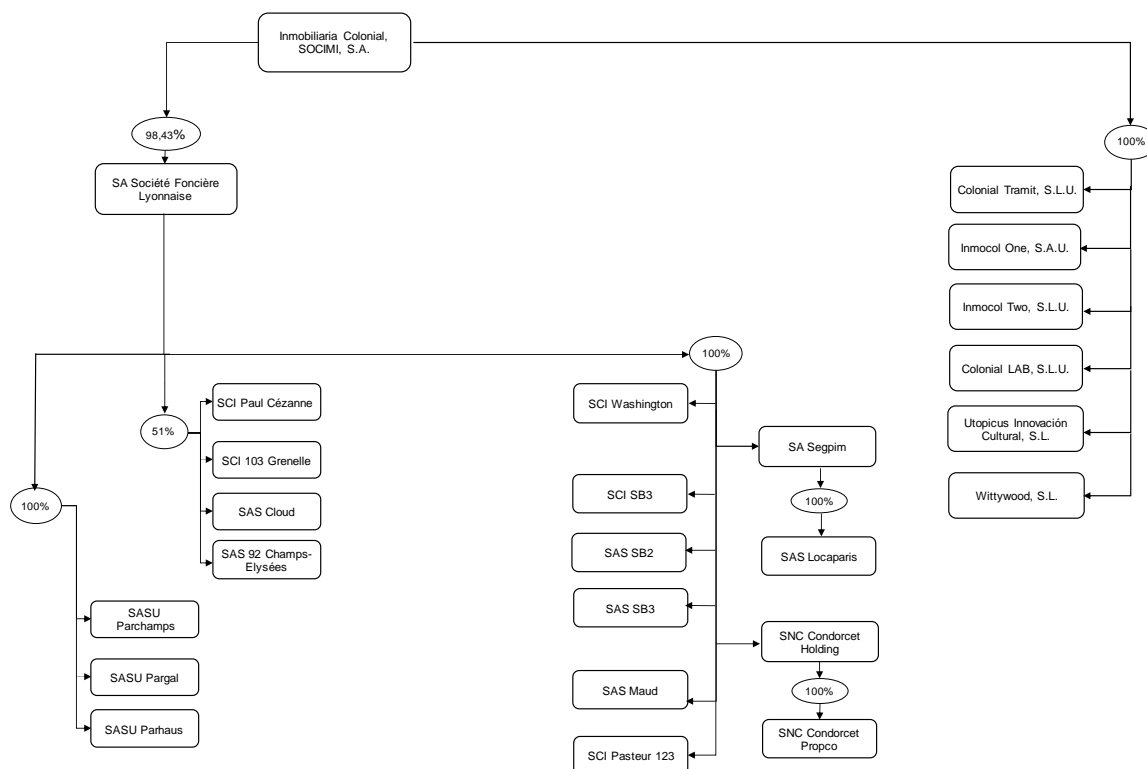 Inmobiliaria Colonial,
SOCIMI, S.A.
98,43%
100%
SA Société Foncière
Lyonnaise
Colonial Tramit, S.L.U.
Inmocol One, S.A.U.
Inmocol Two, S.L.U.
Colonial LAB, S.L.U.
Utopicus Innovación
Cultural, S.L.
Wittywood, S.L.
100%
51%
SCI Paul Cézanne
SCI 103 Grenelle
SAS Cloud
SAS 92 Champs-
Elysées
100%
SASU
Parchamps
SASU Pargal
SASU Parhaus
SCI Washington
SA Segpim
100%
SAS Locaparis
SCI SB3
SAS SB2
SAS SB3
SNC Condorcet
Holding
100%
SNC Condorcet
Propco
SAS Maud
SCI Pasteur 123